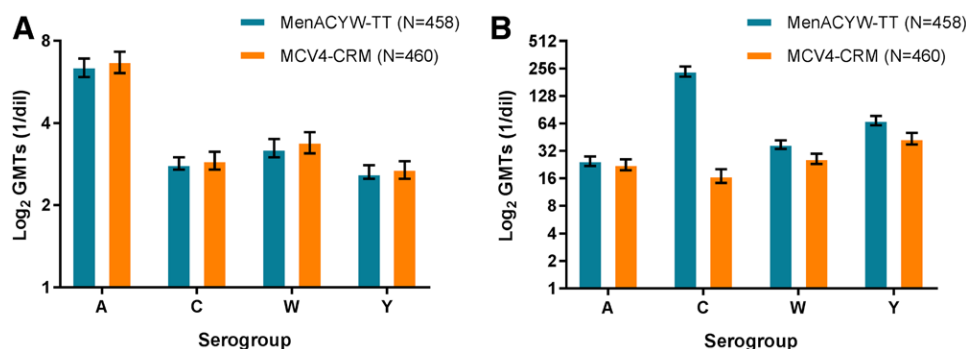 A
MenACYW-TT (N=458)
MCV4-CRM (N=460)
8
4
2
1
Log₂ GMTs (1/dil)
A C W Y
Serogroup
B
MenACYW-TT (N=458)
MCV4-CRM (N=460)
512
256
128
64
32
16
8
4
2
1
Log₂ GMTs (1/dil)
A C W Y
Serogroup